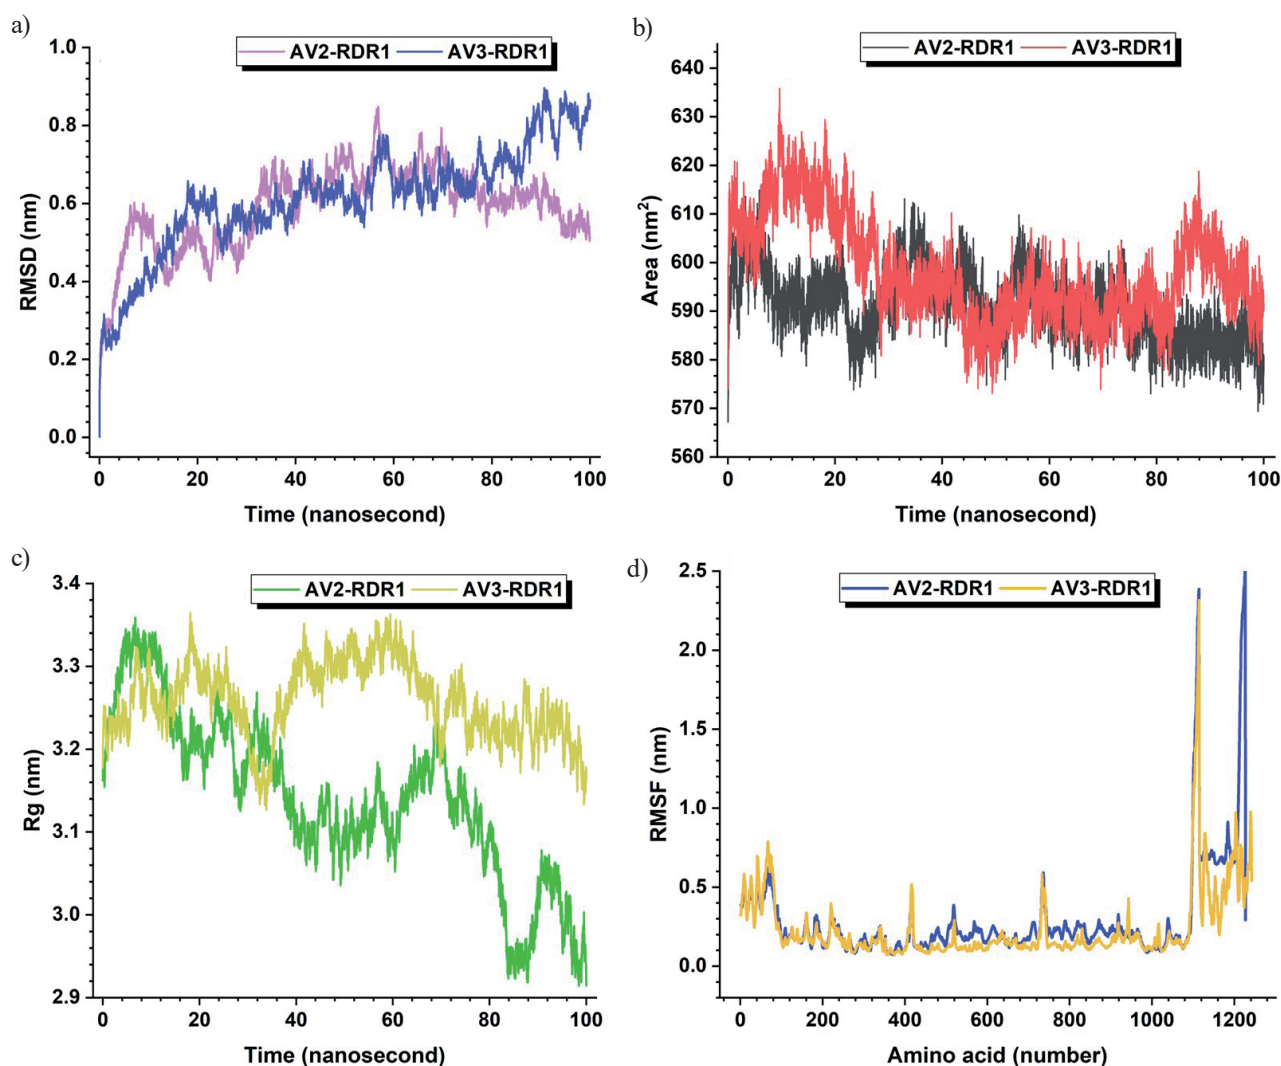 a)
AV2-RDR1 AV3-RDR1
1.0
0.8
0.6
0.4
0.2
0.0
RMSD (nm)
0 20 40 60 80 100
Time (nanosecond)
b)
AV2-RDR1 AV3-RDR1
640
630
620
610
600
590
580
570
560
Area (nm²)
0 20 40 60 80 100
Time (nanosecond)
c)
AV2-RDR1 AV3-RDR1
3.4
3.3
3.2
3.1
3.0
2.9
Rg (nm)
0 20 40 60 80 100
Time (nanosecond)
d)
AV2-RDR1 AV3-RDR1
2.5
2.0
1.5
1.0
0.5
0.0
RMSF (nm)
0 200 400 600 800 1000 1200
Amino acid (number)